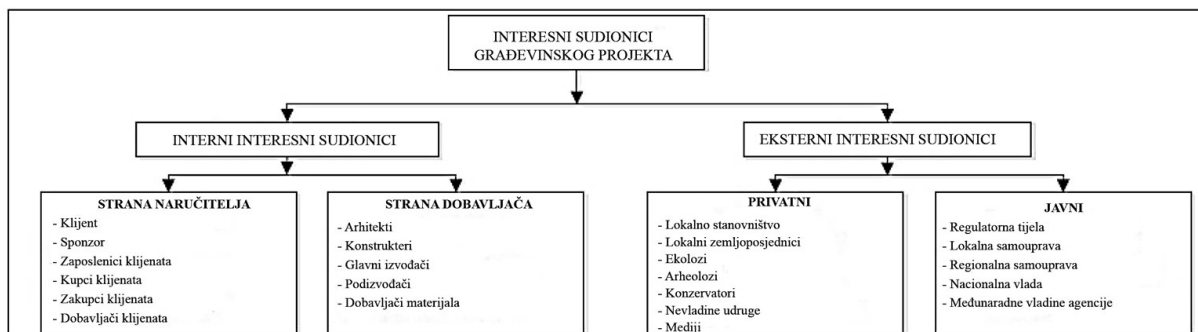 INTERESNI SUDIONICI
GRAĐEVINSKOG PROJEKTA
INTERNI INTERESNI SUDIONICI
EKSTERNI INTERESNI SUDIONICI
STRANA NARUČITELJA
- Klijent
- Sponzor
- Zaposlenici klijenata
- Kupci klijenata
- Zakupci klijenata
- Dobavljači klijenata
STRANA DOBAVLJAČA
- Arhitekti
- Konstrukteri
- Glavni izvođači
- Podizvođači
- Dobavljači materijala
PRIVATNI
- Lokalno stanovništvo
- Lokalni zemljoposjednici
- Ekolozi
- Arheolozi
- Konzervatori
- Nevladine udruge
- Mediji
JAVNI
- Regulatorna tijela
- Lokalna samouprava
- Regionalna samouprava
- Nacionalna vlada
- Međunaradne vladine agencije